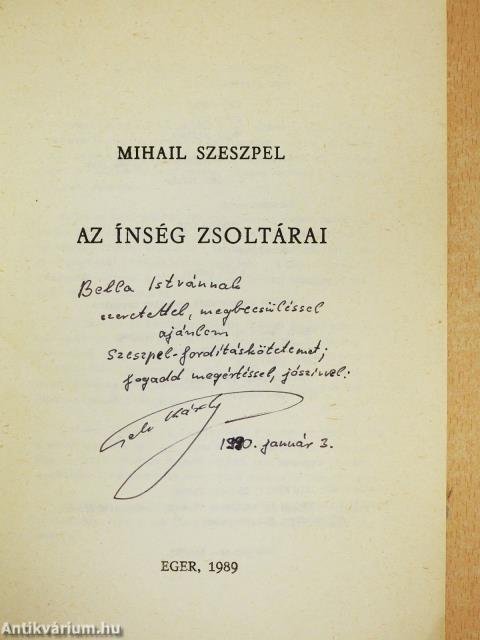 MIHAIL SZESZPEL
AZ ÍNSÉG ZSOLTÁRAI
Bella Istvánnak
szeretettel, megbecsüléssel
ajánlom
Szeszpel-fordításkötetemet;
fogadd megértéssel, jószívvel:
Károly
1990. január 3.
EGER, 1989
Antikvárium.hu